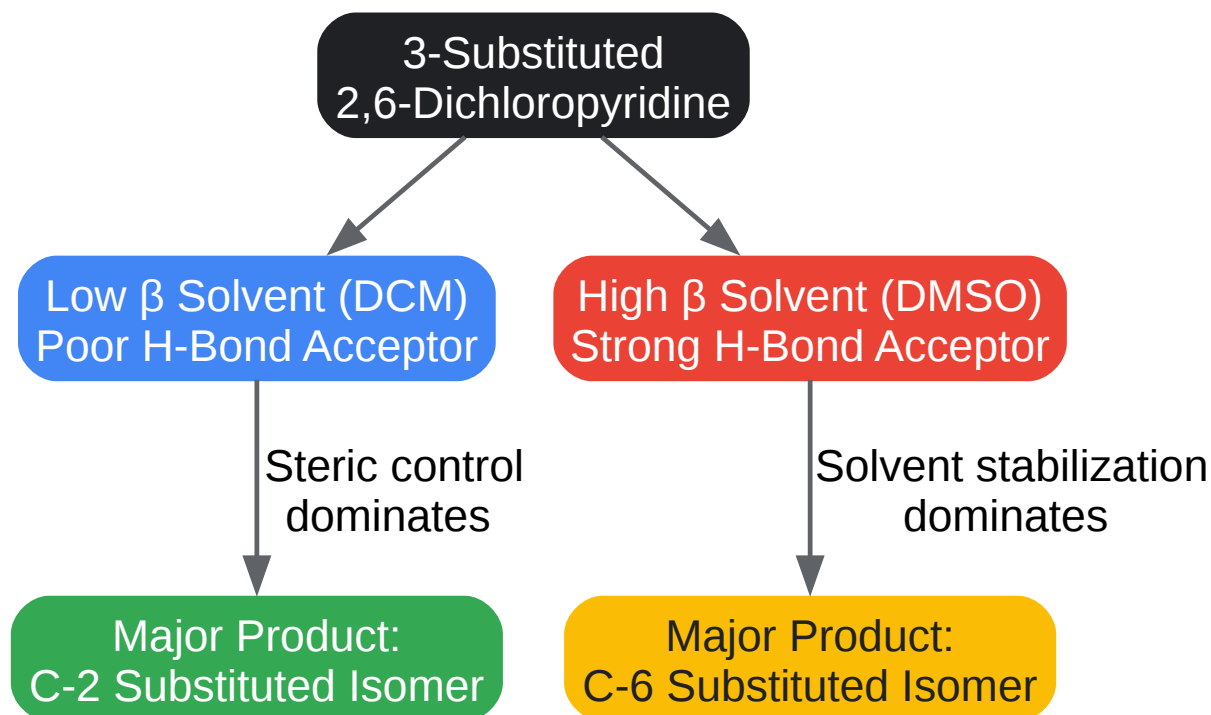 3-Substituted
2,6-Dichloropyridine
Low β Solvent (DCM)
Poor H-Bond Acceptor
High β Solvent (DMSO)
Strong H-Bond Acceptor
Steric control
dominates
Solvent stabilization
dominates
Major Product:
C-2 Substituted Isomer
Major Product:
C-6 Substituted Isomer